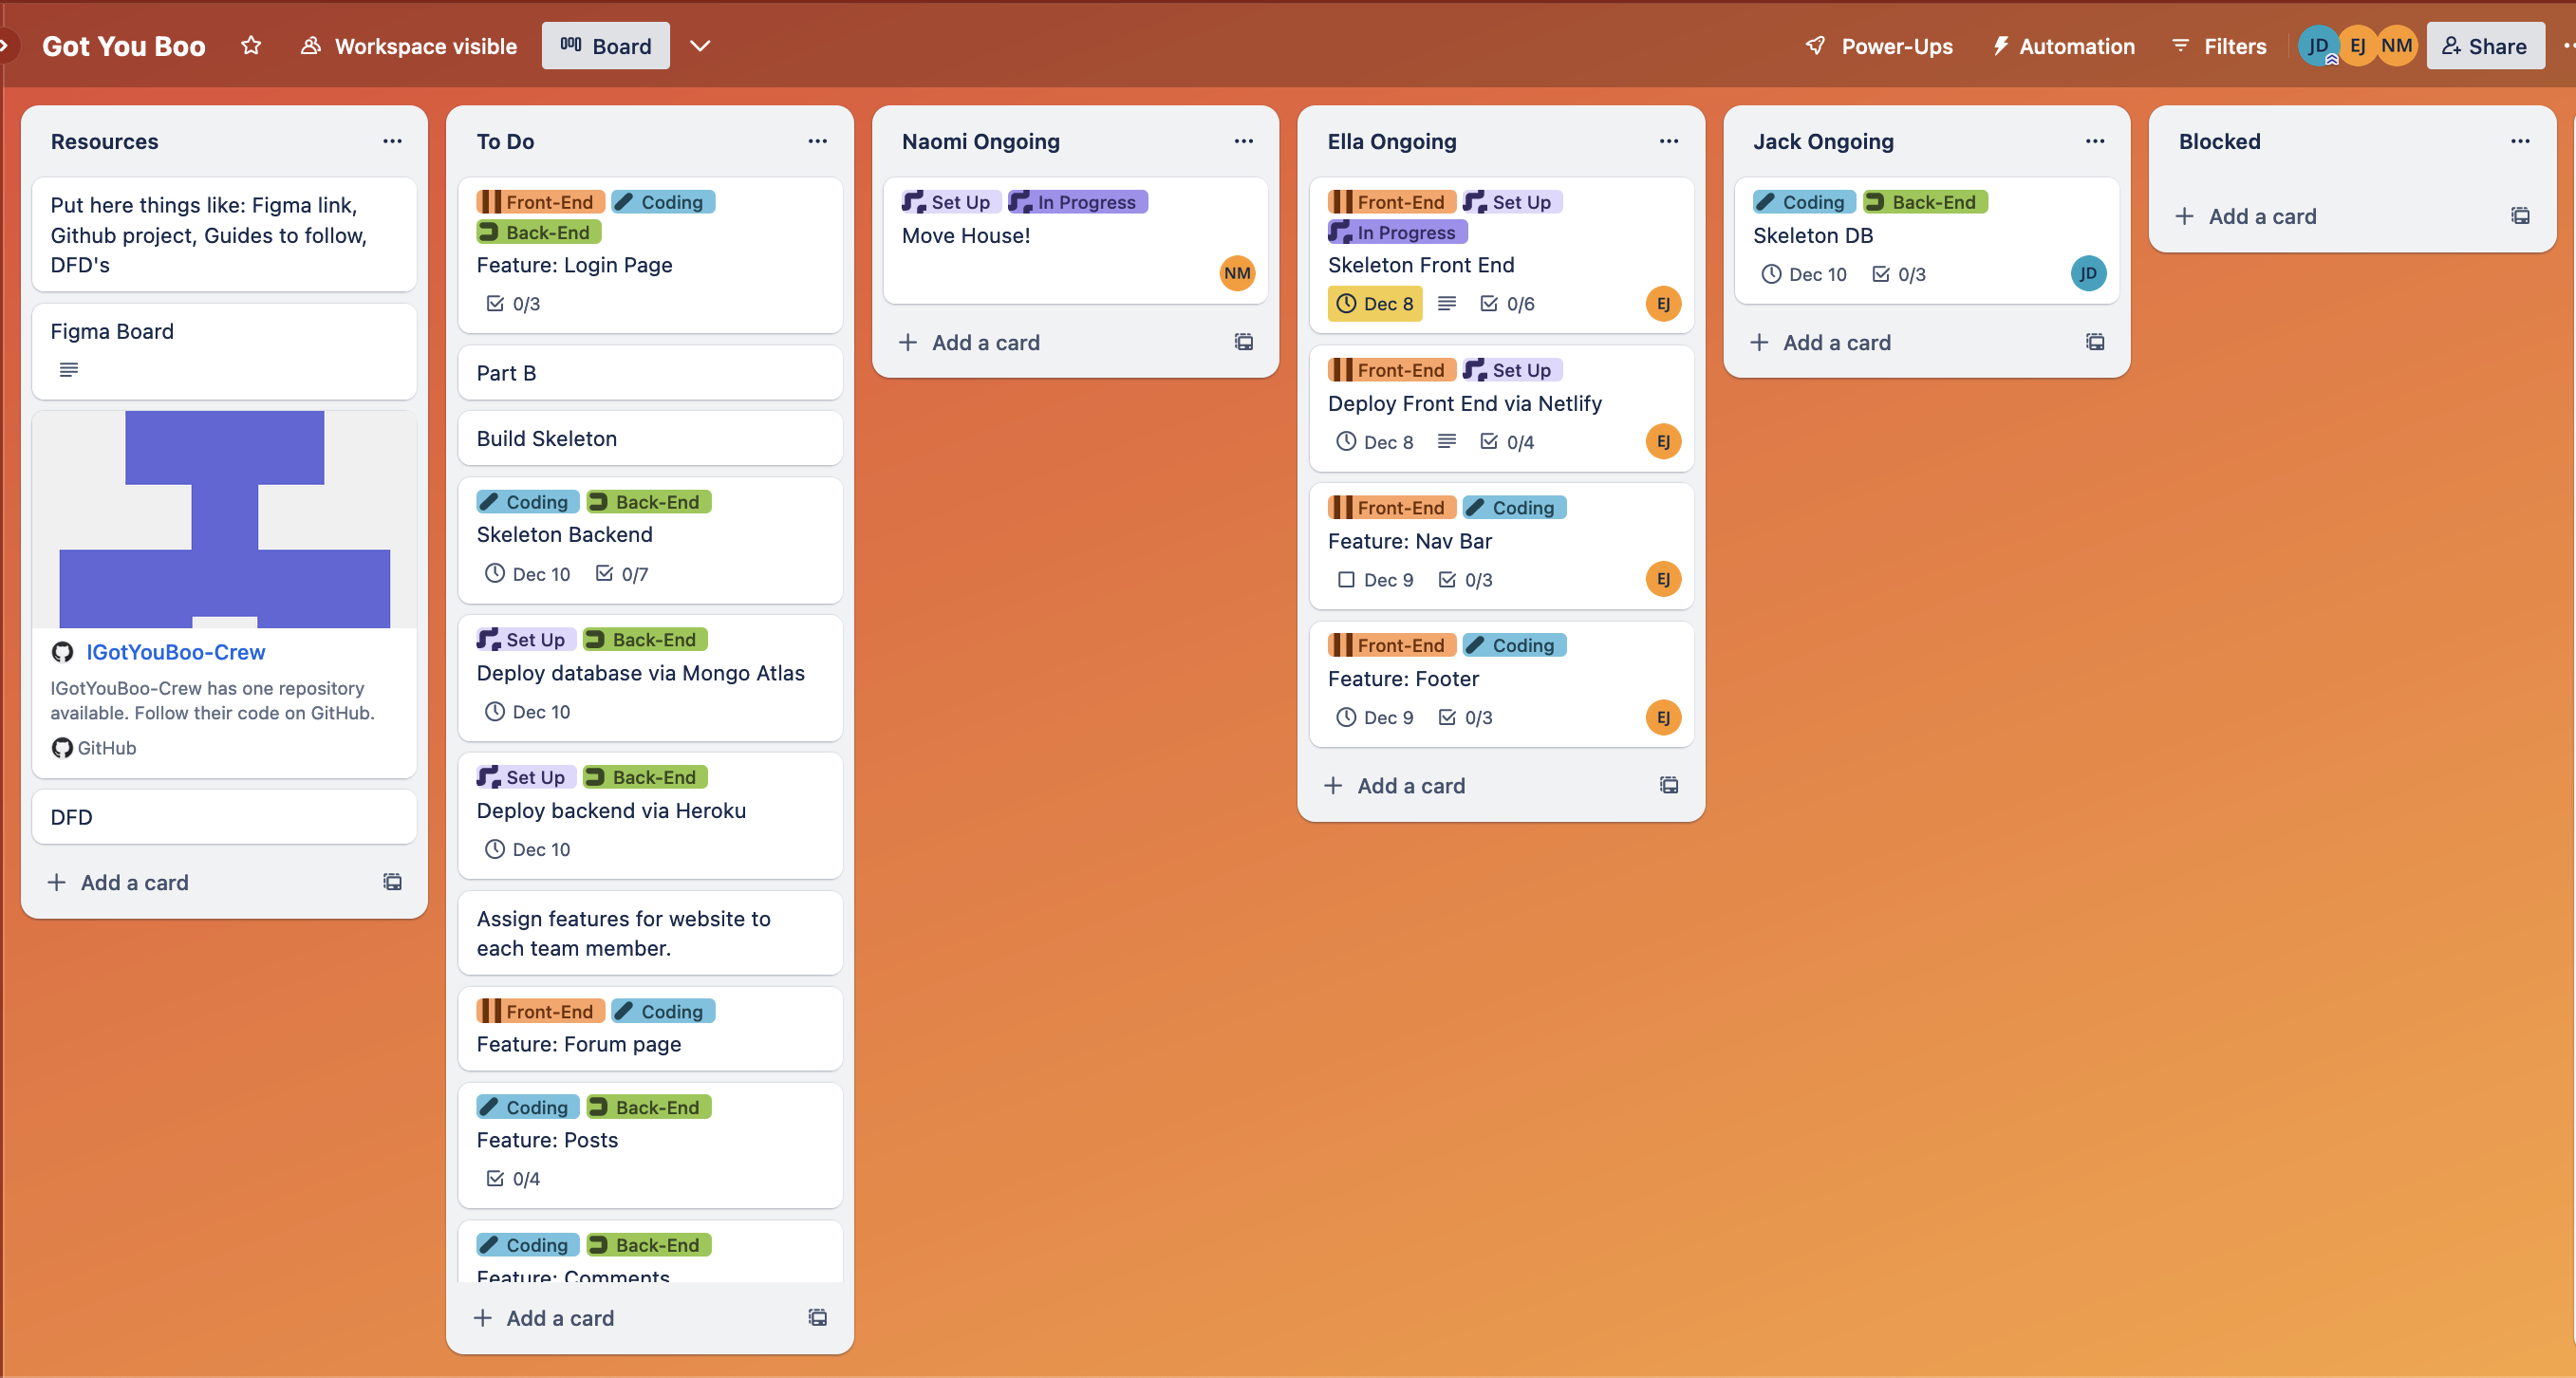 Got You Boo
Workspace visible
Board
Power-Ups
Automation
Filters
JD
EJ
NM
Share
Resources
Put here things like: Figma link,
Github project, Guides to follow,
DFD's
Figma Board
IGotYouBoo-Crew
IGotYouBoo-Crew has one repository
available. Follow their code on GitHub.
GitHub
DFD
Add a card
To Do
Front-End Coding
Back-End
Feature: Login Page
0/3
Part B
Build Skeleton
Coding Back-End
Skeleton Backend
Dec 10 0/7
Set Up Back-End
Deploy database via Mongo Atlas
Dec 10
Set Up Back-End
Deploy backend via Heroku
Dec 10
Assign features for website to
each team member.
Front-End Coding
Feature: Forum page
Coding Back-End
Feature: Posts
0/4
Coding Back-End
Feature: Comments
Add a card
Naomi Ongoing
Set Up In Progress
Move House!
NM
Add a card
Ella Ongoing
Front-End Set Up
In Progress
Skeleton Front End
Dec 8 0/6 EJ
Front-End Set Up
Deploy Front End via Netlify
Dec 8 0/4 EJ
Front-End Coding
Feature: Nav Bar
Dec 9 0/3 EJ
Front-End Coding
Feature: Footer
Dec 9 0/3 EJ
Add a card
Jack Ongoing
Coding Back-End
Skeleton DB
Dec 10 0/3 JD
Add a card
Blocked
Add a card